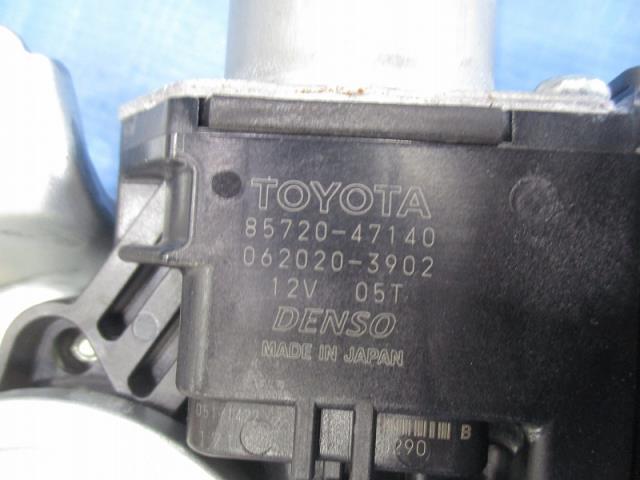 TOYOTA
85720-47140
062020-3902
12V 05T
DENSO
MADE IN JAPAN
B
290